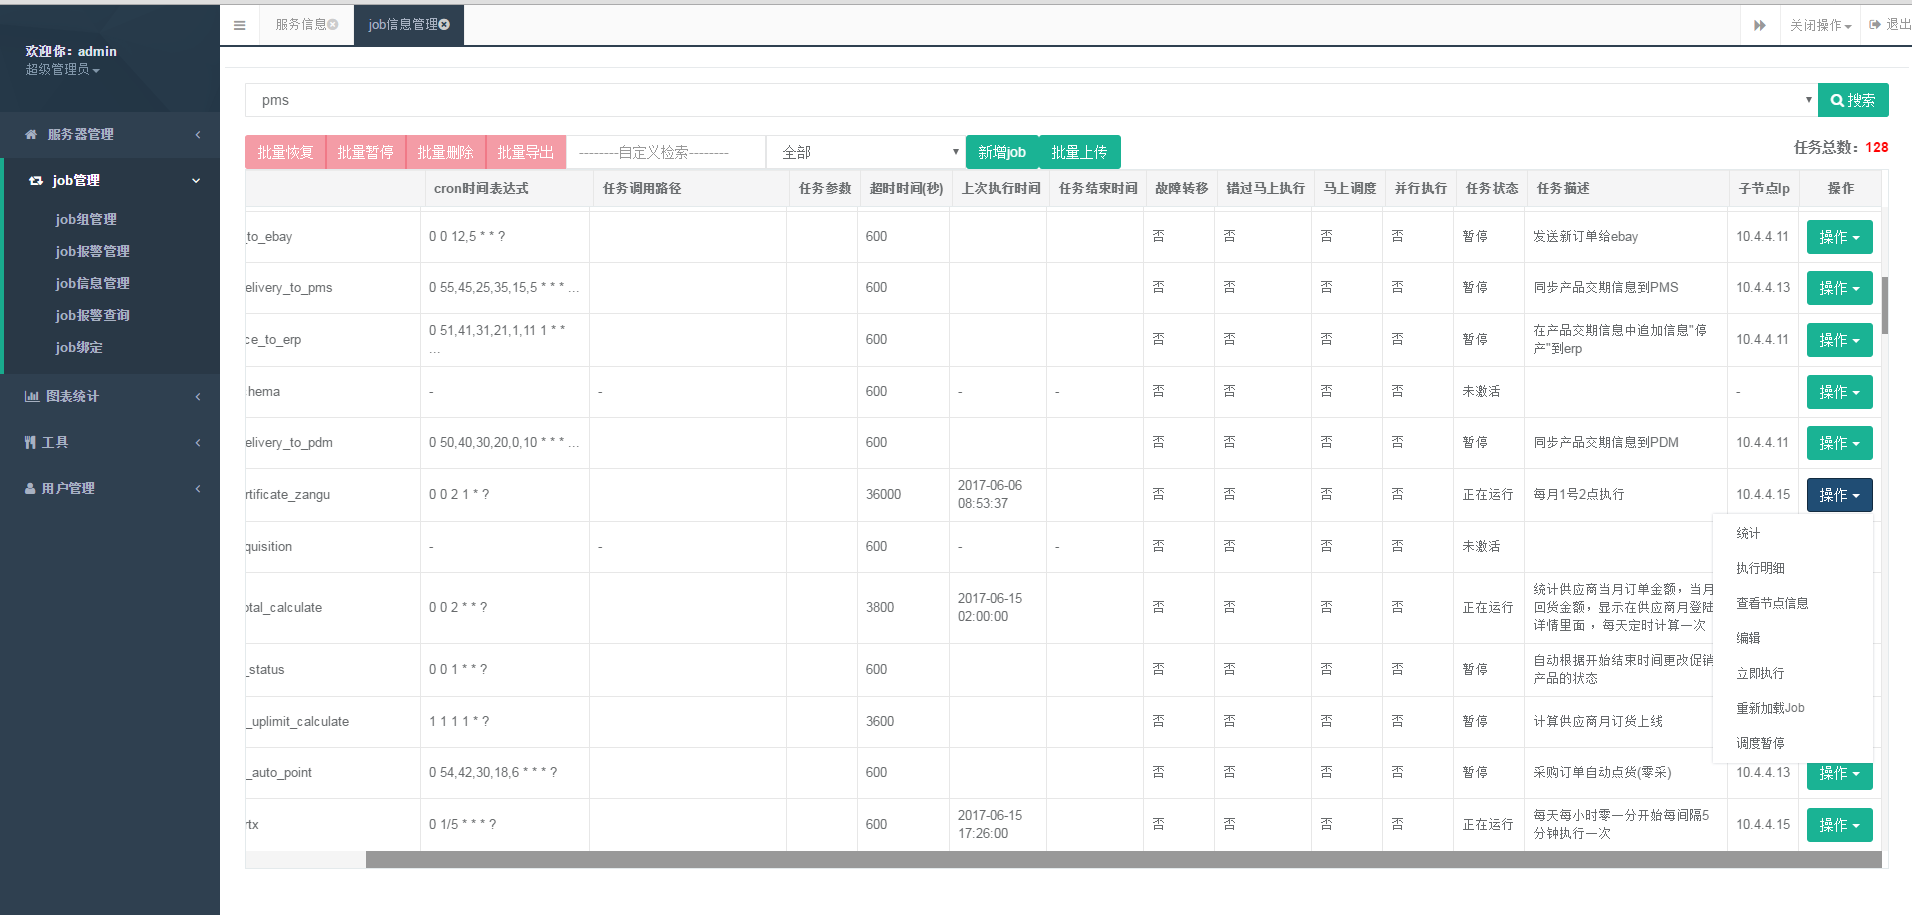 服务信息
job信息管理
关闭操作
退出
欢迎你：admin
超级管理员
服务器管理
job管理
job组管理
job报警管理
job信息管理
job报警查询
job绑定
图表统计
工具
用户管理
pms
搜索
批量恢复 批量暂停 批量删除 批量导出 --------自定义检索-------- 全部 新增job 批量上传
任务总数：128
cron时间表达式 任务调用路径 任务参数 超时时间(秒) 上次执行时间 任务结束时间 故障转移 错过马上执行 马上调度 并行执行 任务状态 任务描述 子节点Ip 操作
_to_ebay 0 0 12,5 * * ? 600 否 否 否 否 暂停 发送新订单给ebay 10.4.4.11 操作
elivery_to_pms 0 55,45,25,35,15,5 * * * ... 600 否 否 否 否 暂停 同步产品交期信息到PMS 10.4.4.13 操作
ce_to_erp 0 51,41,31,21,1,11 1 * * ... 600 否 否 否 否 暂停 在产品交期信息中追加信息"停
产"到erp 10.4.4.11 操作
hema - - 600 - - 否 否 否 否 未激活 - 操作
elivery_to_pdm 0 50,40,30,20,0,10 * * * ... 600 否 否 否 否 暂停 同步产品交期信息到PDM 10.4.4.11 操作
rtificate_zangu 0 0 2 1 * ? 36000 2017-06-06
08:53:37 否 否 否 否 正在运行 每月1号2点执行 10.4.4.15 操作
quisition - - 600 - - 否 否 否 否 未激活
otal_calculate 0 0 2 * * ? 3800 2017-06-15
02:00:00 否 否 否 否 正在运行 统计供应商当月订单金额，当月
回货金额，显示在供应商月登陆
详情里面 ，每天定时计算一次
_status 0 0 1 * * ? 600 否 否 否 否 暂停 自动根据开始结束时间更改促销
产品的状态
_uplimit_calculate 1 1 1 1 * ? 3600 否 否 否 否 暂停 计算供应商月订货上线
_auto_point 0 54,42,30,18,6 * * * ? 600 否 否 否 否 暂停 采购订单自动点货(零采) 10.4.4.13 操作
rtx 0 1/5 * * * ? 600 2017-06-15
17:26:00 否 否 否 否 正在运行 每天每小时零一分开始每间隔5
分钟执行一次 10.4.4.15 操作
统计
执行明细
查看节点信息
编辑
立即执行
重新加载Job
调度暂停